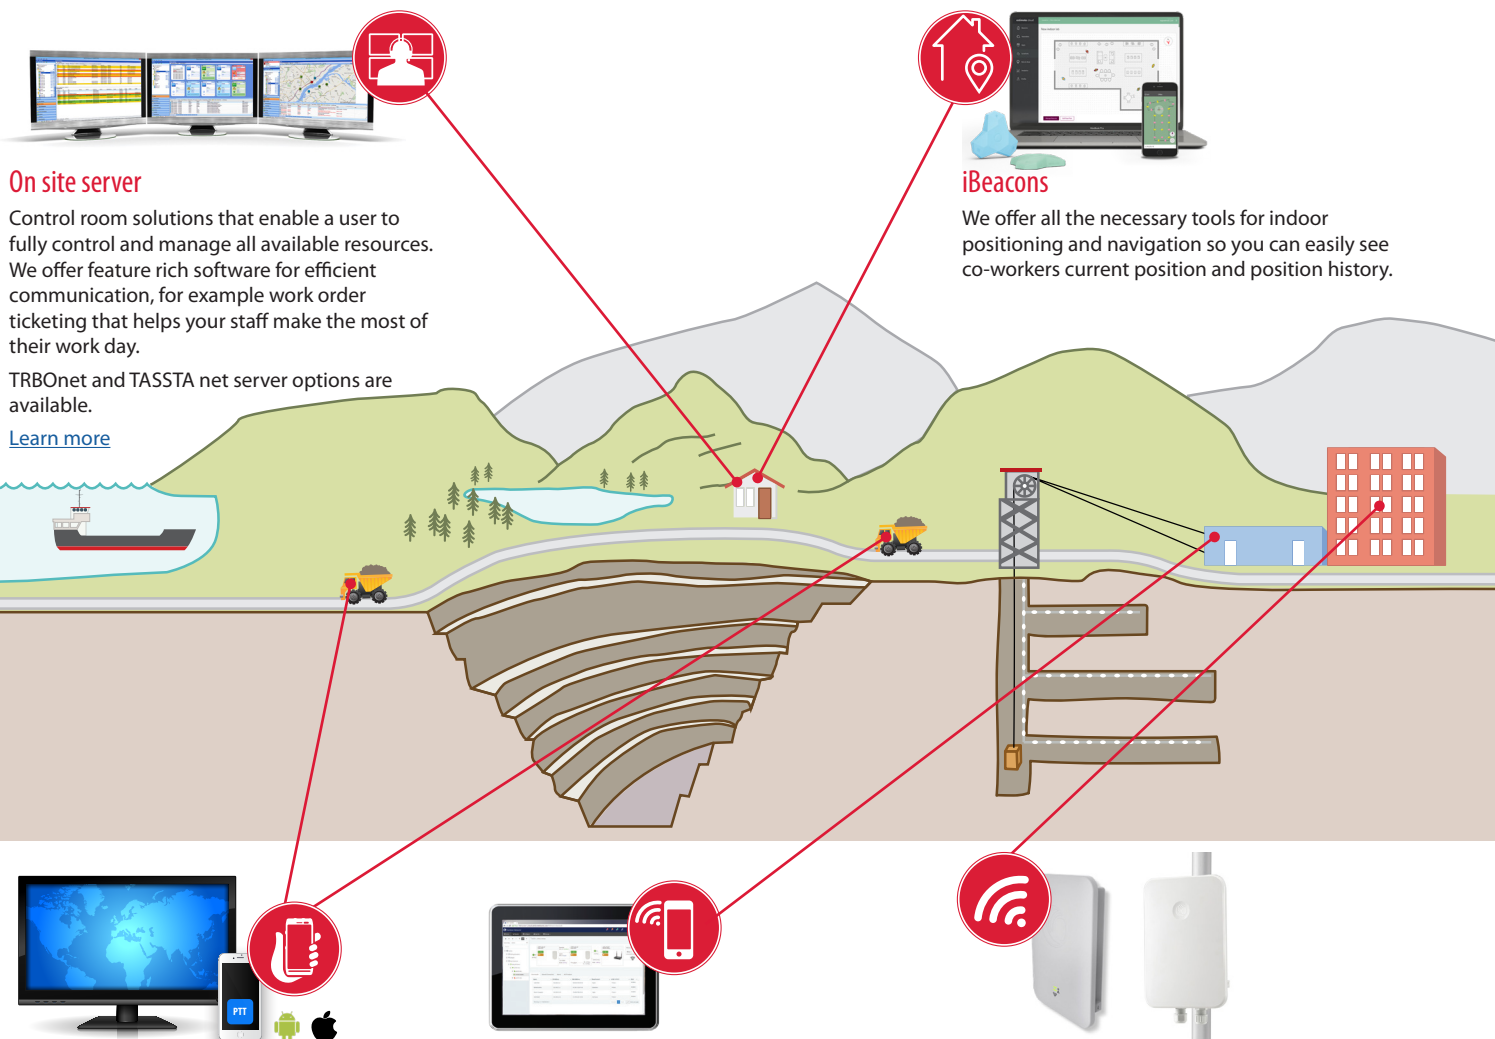 On site server
Control room solutions that enable a user to
fully control and manage all available resources.
We offer feature rich software for efficient
communication, for example work order
ticketing that helps your staff make the most of
their work day.
TRBOnet and TASSTA net server options are
available.
Learn more
iBeacons
We offer all the necessary tools for indoor
positioning and navigation so you can easily see
co-workers current position and position history.
PTT